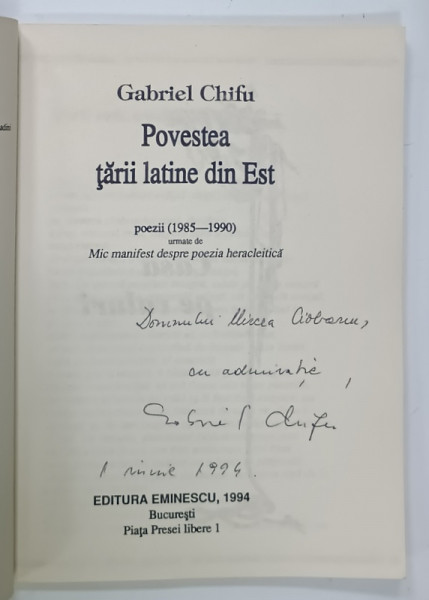 Gabriel Chifu
Povestea
ţării latine din Est
poezii (1985—1990)
urmate de
Mic manifest despre poezia heracleitică
Domnului Mircea Ciobanu,
cu admiraţie,
Gabriel Chifu
1 iunie 1994.
EDITURA EMINESCU, 1994
Bucureşti
Piaţa Presei libere 1